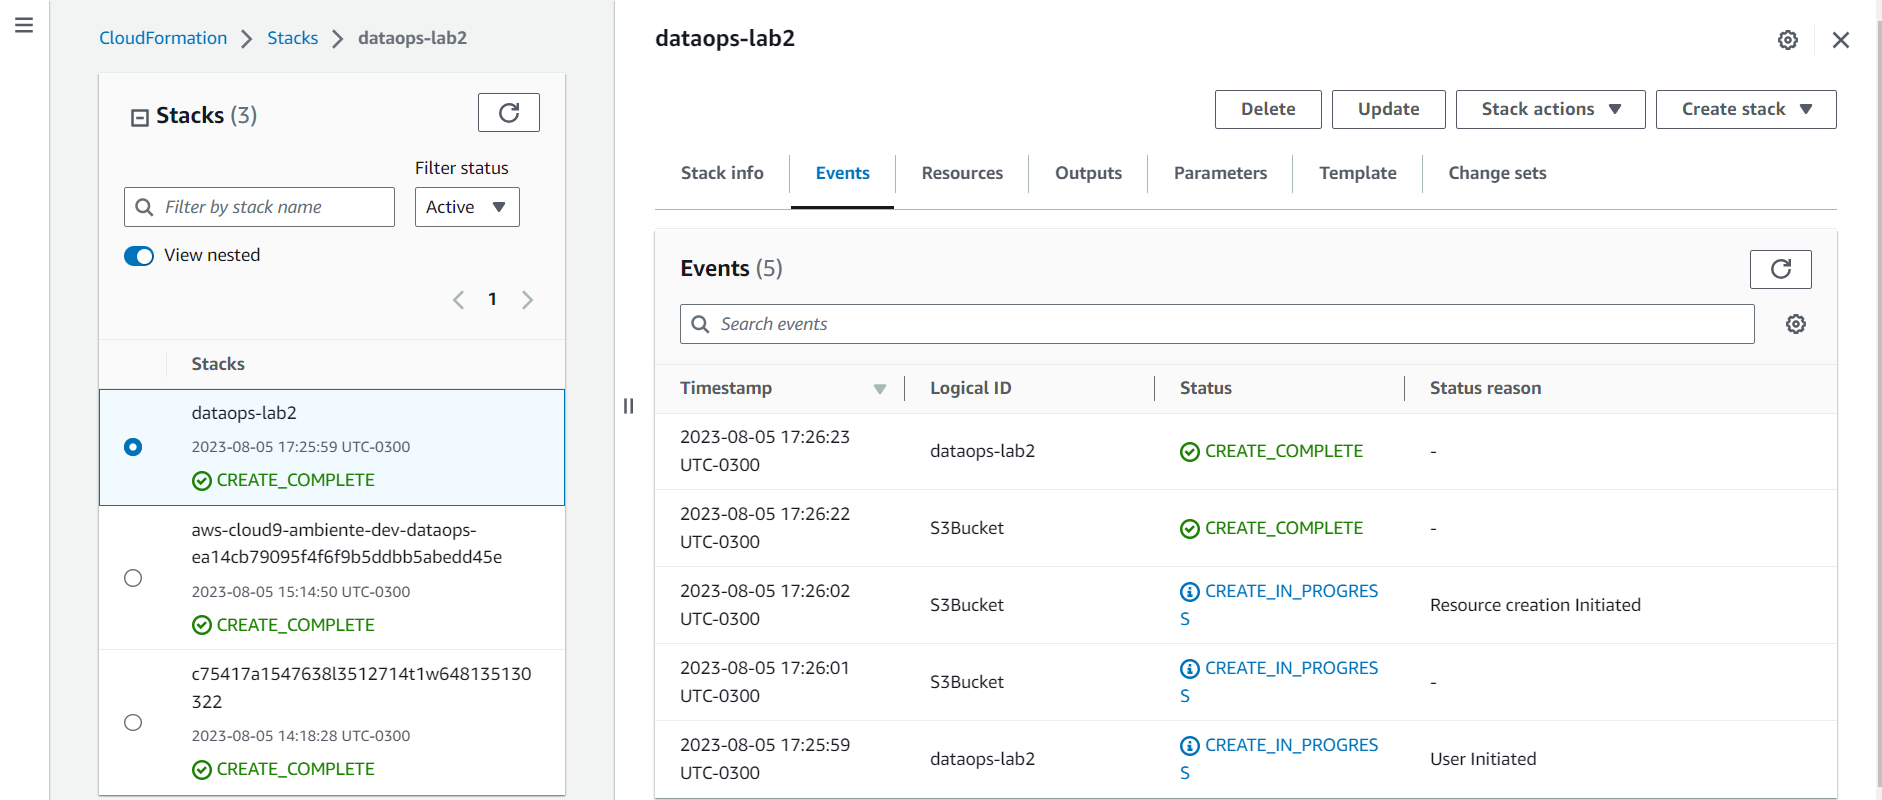 CloudFormation > Stacks > dataops-lab2
Stacks (3)
Filter status
Filter by stack name
Active
View nested
1
Stacks
dataops-lab2
2023-08-05 17:25:59 UTC-0300
CREATE_COMPLETE
aws-cloud9-ambiente-dev-dataops-
ea14cb79095f4f6f9b5ddbb5abedd45e
2023-08-05 15:14:50 UTC-0300
CREATE_COMPLETE
c75417a1547638l3512714t1w648135130
322
2023-08-05 14:18:28 UTC-0300
CREATE_COMPLETE
dataops-lab2
Delete Update Stack actions Create stack
Stack info Events Resources Outputs Parameters Template Change sets
Events (5)
Search events
Timestamp Logical ID Status Status reason
2023-08-05 17:26:23
UTC-0300
dataops-lab2
CREATE_COMPLETE
-
2023-08-05 17:26:22
UTC-0300
S3Bucket
CREATE_COMPLETE
-
2023-08-05 17:26:02
UTC-0300
S3Bucket
CREATE_IN_PROGRES
S
Resource creation Initiated
2023-08-05 17:26:01
UTC-0300
S3Bucket
CREATE_IN_PROGRES
S
-
2023-08-05 17:25:59
UTC-0300
dataops-lab2
CREATE_IN_PROGRES
S
User Initiated